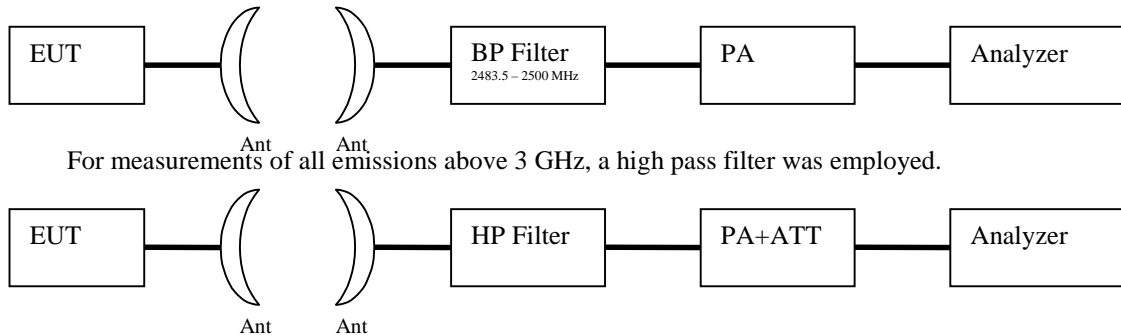 EUT BP Filter PA Analyzer
2483.5 – 2500 MHz
Ant Ant
For measurements of all emissions above 3 GHz, a high pass filter was employed.
EUT HP Filter PA+ATT Analyzer
Ant Ant